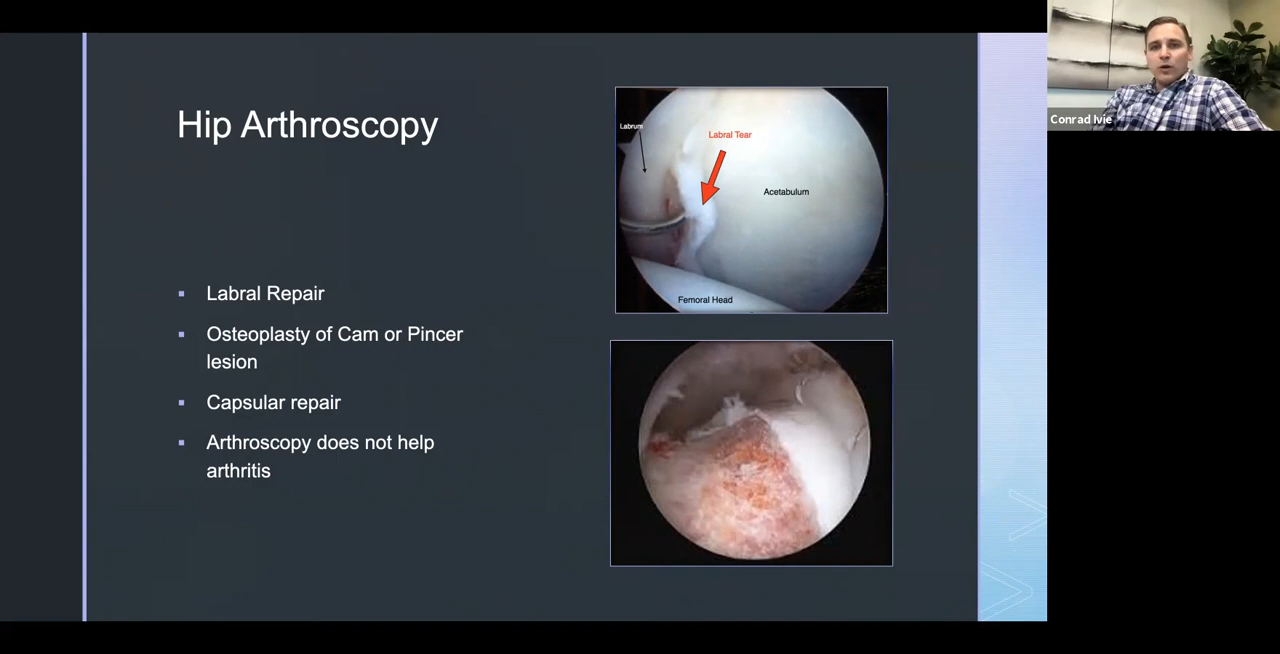 Hip Arthroscopy
Labral Repair
Osteoplasty of Cam or Pincer
lesion
Capsular repair
Arthroscopy does not help
arthritis
Labrum
Labral Tear
Acetabulum
Femoral Head
Conrad Ivie